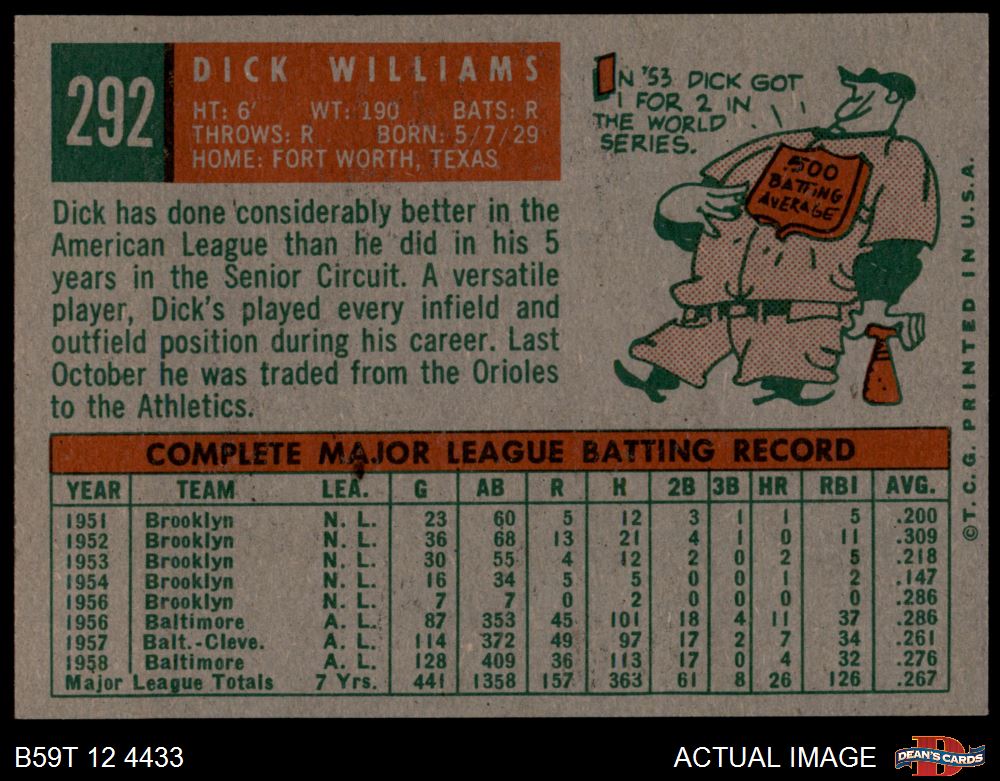 292
DICK WILLIAMS
HT: 6' WT: 190 BATS: R
THROWS: R BORN: 5/7/29
HOME: FORT WORTH, TEXAS
IN '53 DICK GOT
1 FOR 2 IN
THE WORLD
SERIES.
.500
BATTING
AVERAGE
Dick has done considerably better in the
American League than he did in his 5
years in the Senior Circuit. A versatile
player, Dick's played every infield and
outfield position during his career. Last
October he was traded from the Orioles
to the Athletics.
COMPLETE MAJOR LEAGUE BATTING RECORD
YEAR TEAM LEA. G AB R H 2B 3B HR RBI AVG.
1951 Brooklyn N. L. 23 60 5 12 3 1 1 5 .200
1952 Brooklyn N. L. 36 68 13 21 4 1 0 11 .309
1953 Brooklyn N. L. 30 55 4 12 2 0 2 5 .218
1954 Brooklyn N. L. 16 34 5 5 0 0 1 2 .147
1956 Brooklyn N. L. 7 7 0 2 0 0 0 0 .286
1956 Baltimore A. L. 87 353 45 101 18 4 11 37 .286
1957 Balt.-Cleve. A. L. 114 372 49 97 17 2 7 34 .261
1958 Baltimore A. L. 128 409 36 113 17 0 4 32 .276
Major League Totals 7 Yrs. 441 1358 157 363 61 8 26 126 .267
©T. C. G. PRINTED IN U.S.A.
B59T 12 4433
ACTUAL IMAGE
D
DEAN'S CARDS